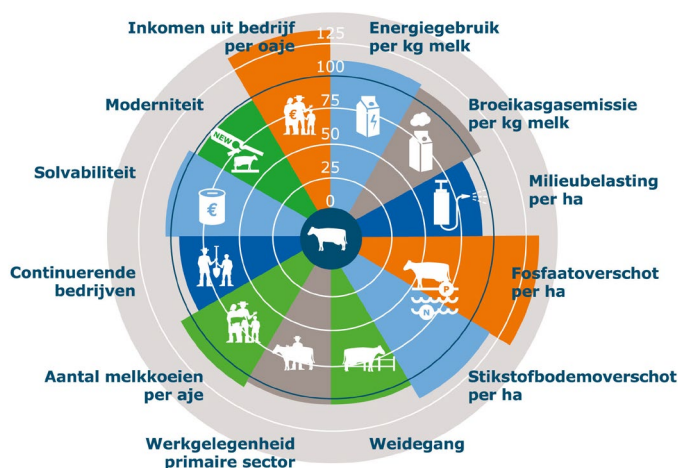 Inkomen uit bedrijf
per oaje
Energiegebruik
per kg melk
Broeikasgasemissie
per kg melk
Milieubelasting
per ha
Fosfaatoverschot
per ha
Stikstofbodemoverschot
per ha
Weidegang
Werkgelegenheid
primaire sector
Aantal melkkoeien
per aje
Continuerende
bedrijven
Solvabiliteit
Moderniteit
125
100
75
50
25
0
NEW
€
€
P
N